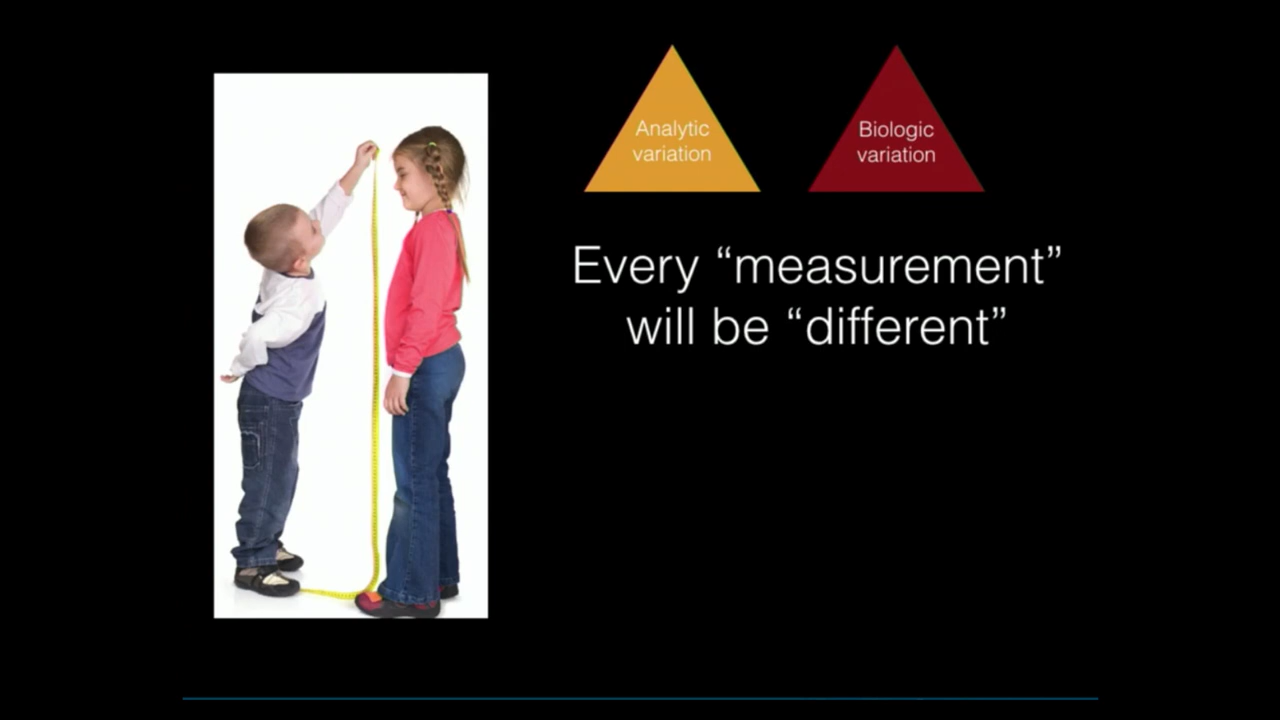 Analytic
variation
Biologic
variation
Every “measurement”
will be “different”